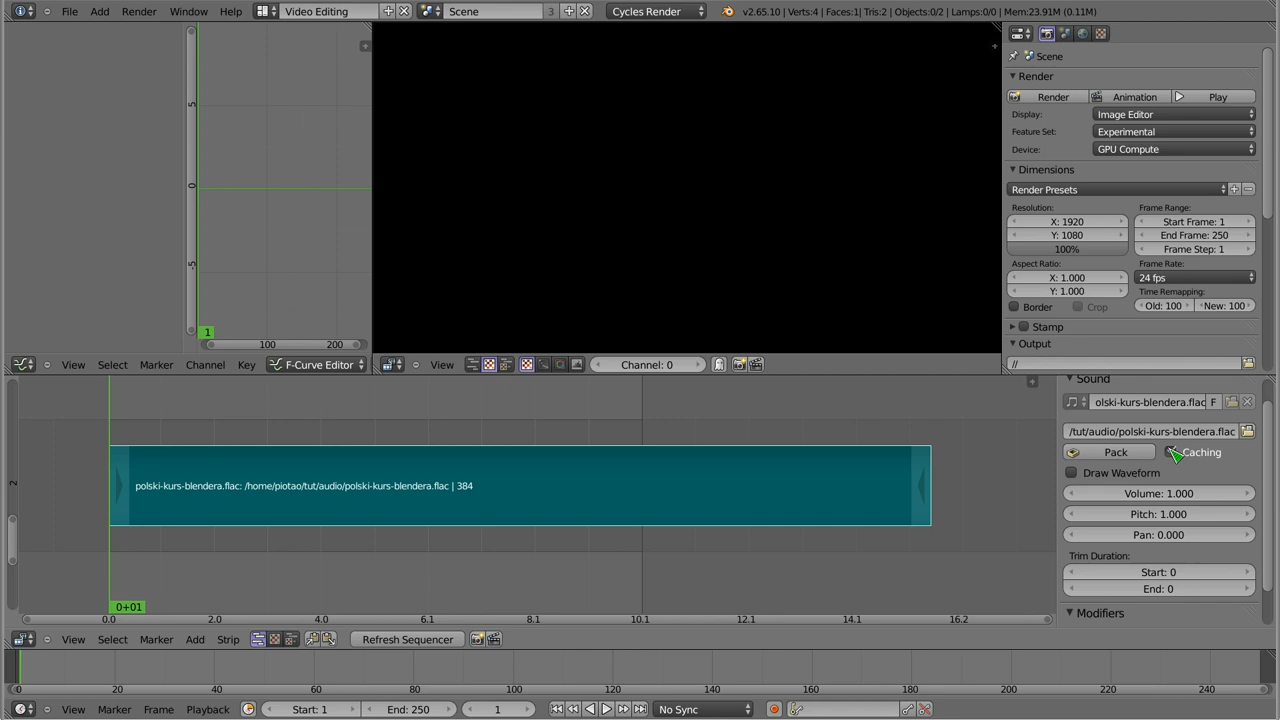 File Add Render Window Help Video Editing Scene 3 Cycles Render v2.65.10 | Verts:4 | Faces:1| Tris:2 | Objects:0/2 | Lamps:0/0 | Mem:23.91M (0.11M)
5
0
-5
1
100 200
View Select Marker Channel Key F-Curve Editor
View Channel: 0
Scene
Render
Render Animation Play
Display: Image Editor
Feature Set: Experimental
Device: GPU Compute
Dimensions
Render Presets
Resolution: Frame Range:
X: 1920 Start Frame: 1
Y: 1080 End Frame: 250
100% Frame Step: 1
Aspect Ratio: Frame Rate:
X: 1.000 24 fps
Y: 1.000 Time Remapping:
Border Crop Old: 100 New: 100
Stamp
Output
//
2
polski-kurs-blendera.flac: /home/piotao/tut/audio/polski-kurs-blendera.flac | 384
0+01
0.0 2.0 4.0 6.1 8.1 10.1 12.1 14.1 16.2
Sound
olski-kurs-blendera.flac F
/tut/audio/polski-kurs-blendera.flac
Pack Caching
Draw Waveform
Volume: 1.000
Pitch: 1.000
Pan: 0.000
Trim Duration:
Start: 0
End: 0
Modifiers
View Select Marker Add Strip Refresh Sequencer
0 20 40 60 80 100 120 140 160 180 200 220 240
View Marker Frame Playback Start: 1 End: 250 1 No Sync